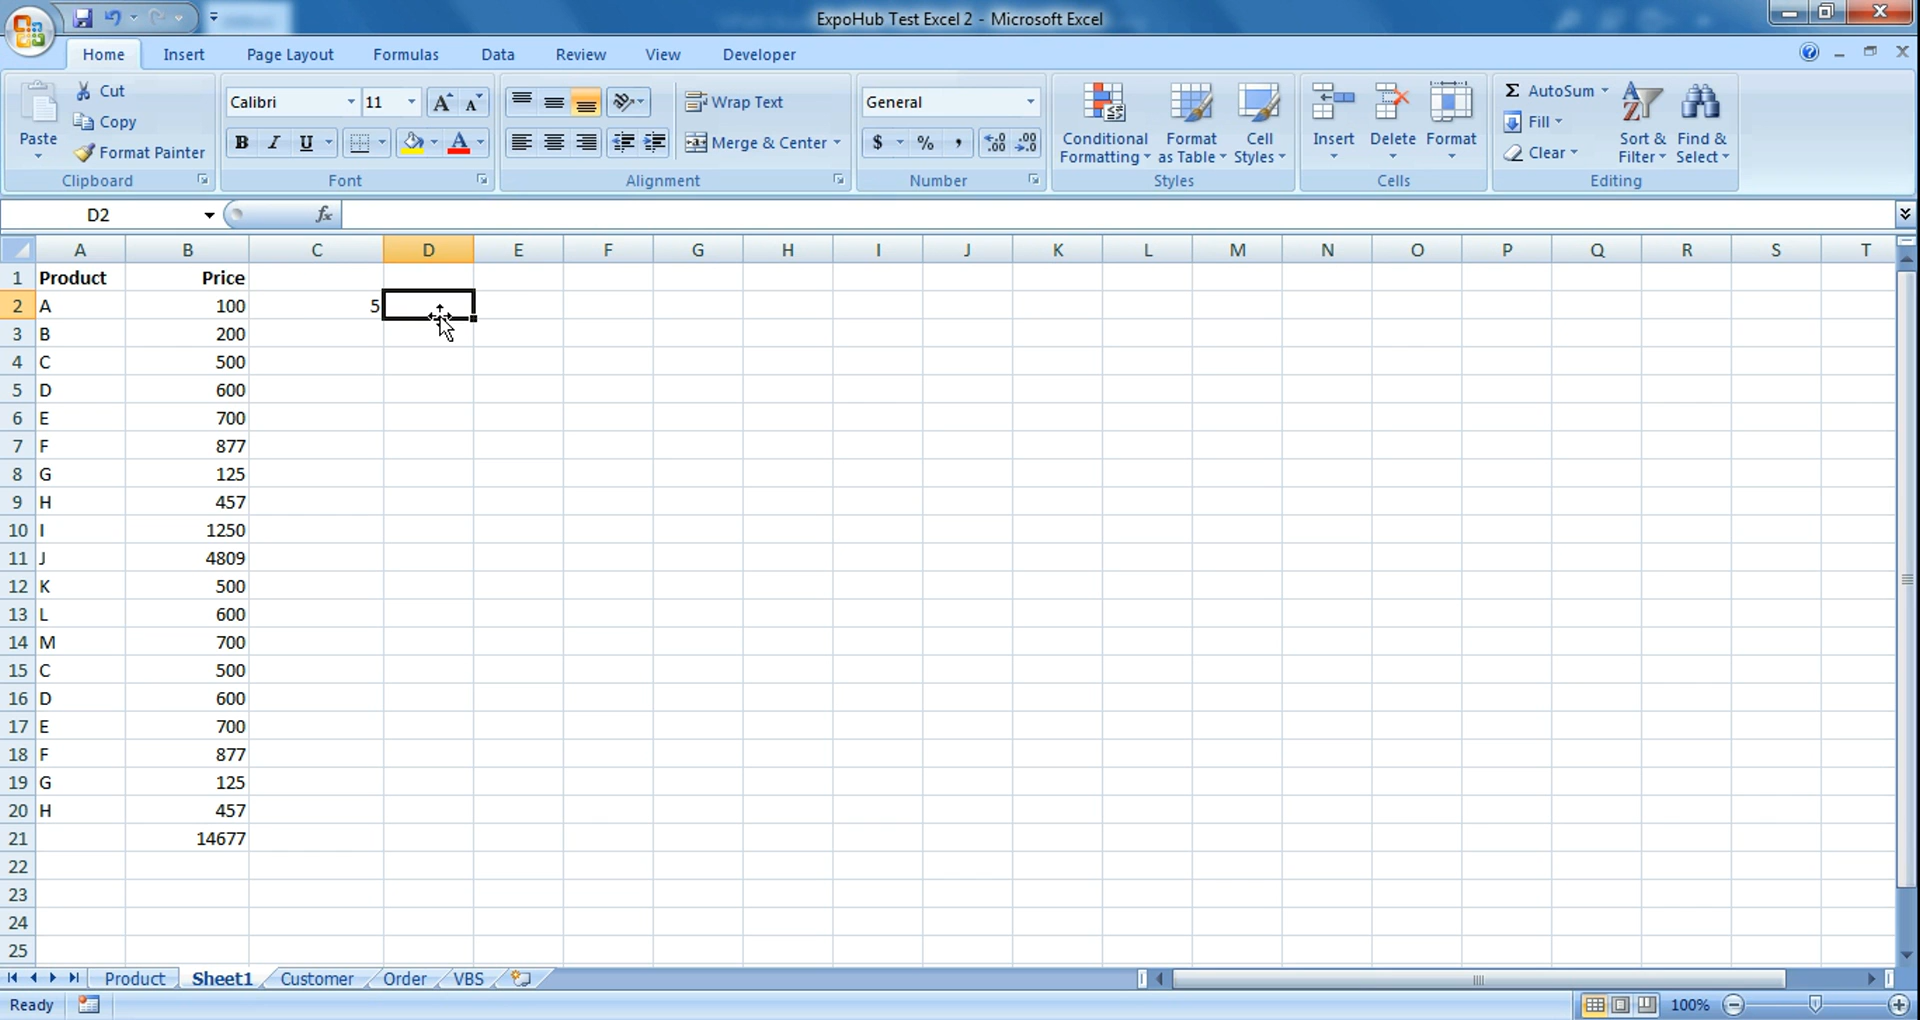 ExpoHub Test Excel 2 - Microsoft Excel
Home Insert Page Layout Formulas Data Review View Developer
Paste
Cut
Copy
Format Painter
Clipboard
Calibri 11
B I U A
Font
Wrap Text
Merge & Center
Alignment
General
$ % ,
Number
Conditional Formatting
Format as Table
Cell Styles
Styles
Insert Delete Format
Cells
Σ AutoSum
Fill
Clear
Sort & Filter
Find & Select
Editing
D2 fx
A B C D E F G H I J K L M N O P Q R S T
1 Product Price
2 A 100 5
3 B 200
4 C 500
5 D 600
6 E 700
7 F 877
8 G 125
9 H 457
10 I 1250
11 J 4809
12 K 500
13 L 600
14 M 700
15 C 500
16 D 600
17 E 700
18 F 877
19 G 125
20 H 457
21 14677
22
23
24
25
Product Sheet1 Customer Order VBS
Ready 100%